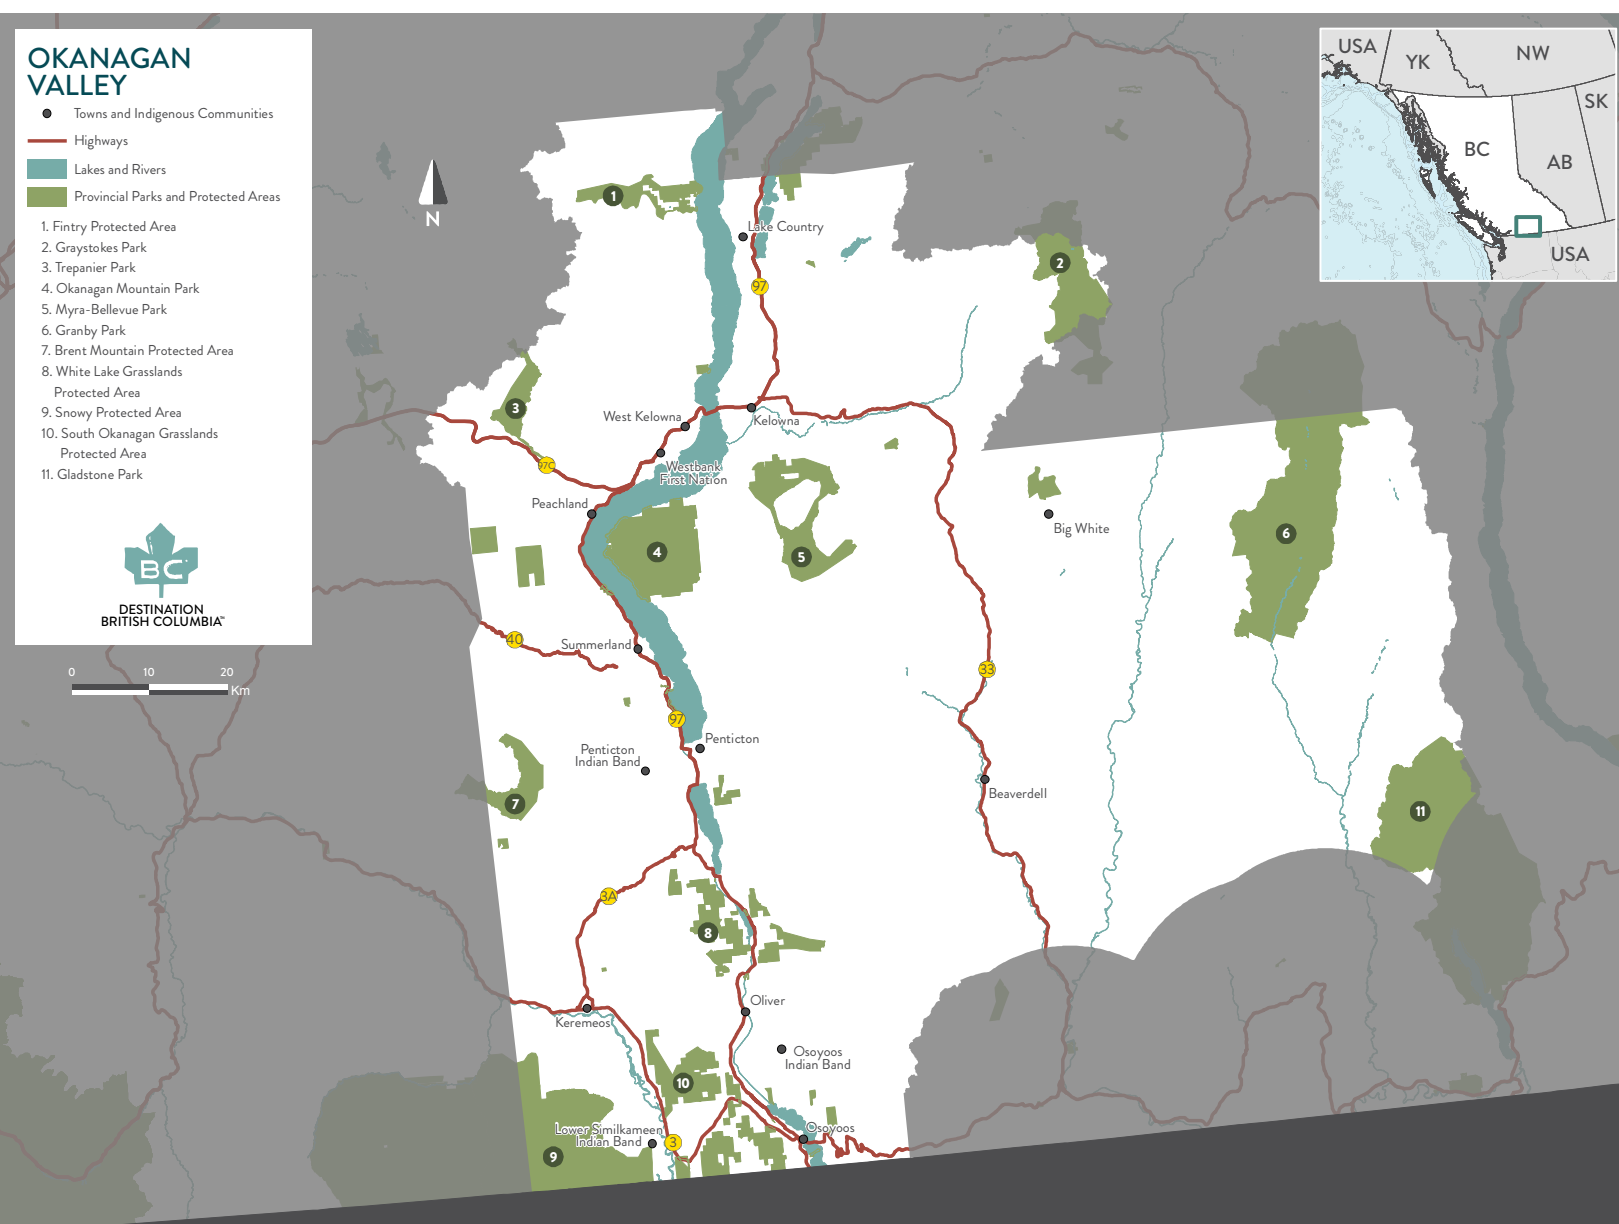 OKANAGAN
VALLEY
Towns and Indigenous Communities
Highways
Lakes and Rivers
Provincial Parks and Protected Areas
1. Fintry Protected Area
2. Graystokes Park
3. Trepanier Park
4. Okanagan Mountain Park
5. Myra-Bellevue Park
6. Granby Park
7. Brent Mountain Protected Area
8. White Lake Grasslands
Protected Area
9. Snowy Protected Area
10. South Okanagan Grasslands
Protected Area
11. Gladstone Park
BC
DESTINATION
BRITISH COLUMBIA™
0 10 20
Km
N
USA
YK
NW
SK
BC
AB
USA
1
Lake Country
2
97
3
West Kelowna
Kelowna
97C
Westbank
First Nation
Peachland
4
5
Big White
6
40
Summerland
33
97
Penticton
Penticton
Indian Band
7
Beaverdell
11
3A
8
Oliver
Keremeos
Osoyoos
Indian Band
10
Lower Similkameen
Indian Band
3
Osoyoos
9